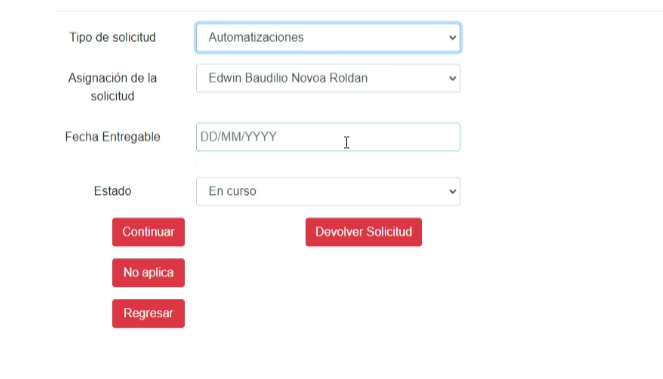 Tipo de solicitud
Automatizaciones
Asignación de la
solicitud
Edwin Baudilio Novoa Roldan
Fecha Entregable
DD/MM/YYYY
Estado
En curso
Continuar
Devolver Solicitud
No aplica
Regresar